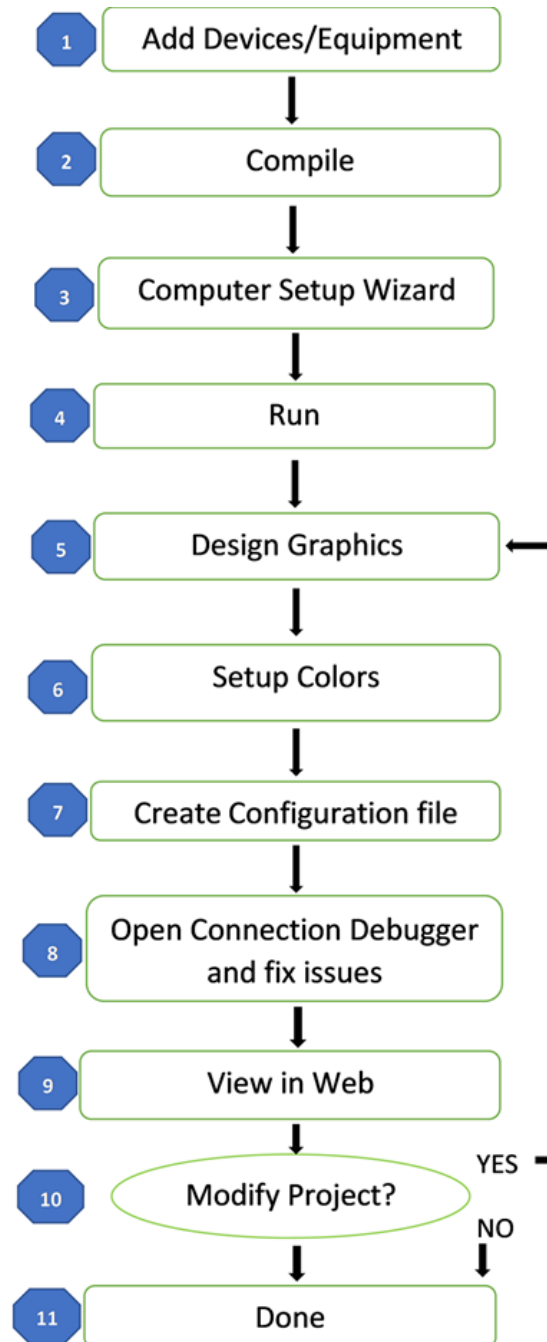 1 Add Devices/Equipment
2 Compile
3 Computer Setup Wizard
4 Run
5 Design Graphics
6 Setup Colors
7 Create Configuration file
8 Open Connection Debugger
and fix issues
9 View in Web
10 Modify Project?
YES
NO
11 Done